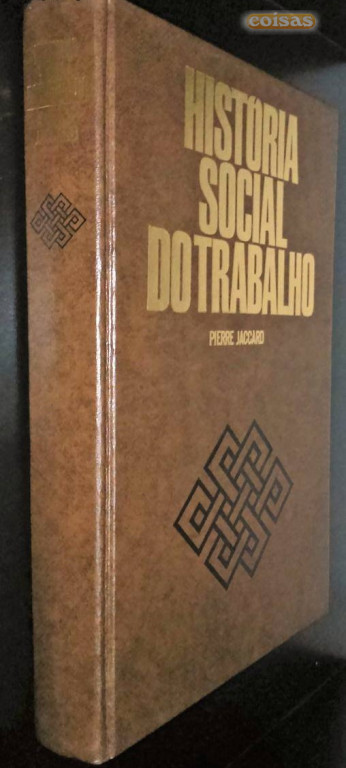 coisas
HISTÓRIA
SOCIAL
DO TRABALHO
PIERRE JACCARD